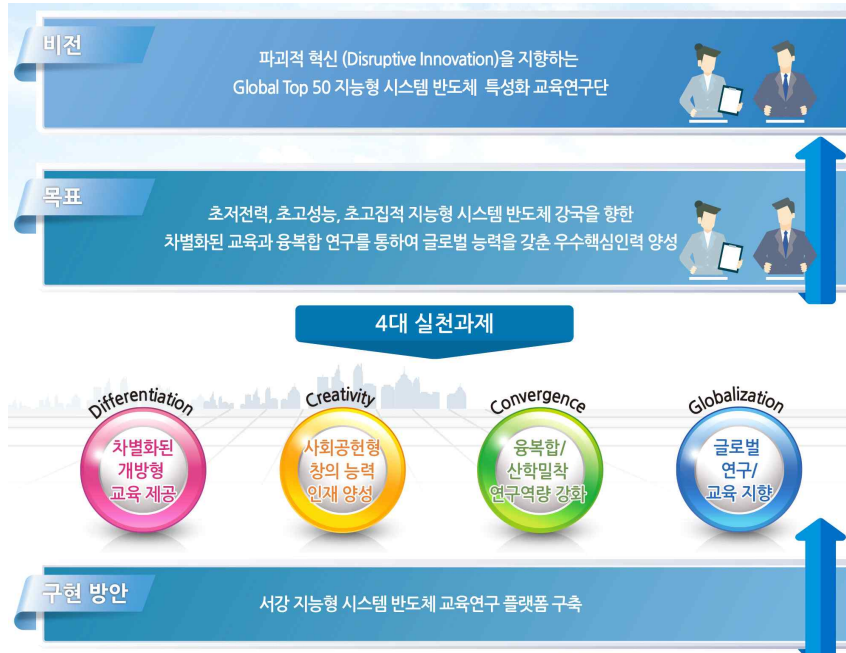 비전
파괴적 혁신 (Disruptive Innovation)을 지향하는
Global Top 50 지능형 시스템 반도체 특성화 교육연구단
목표
초저전력, 초고성능, 초고집적 지능형 시스템 반도체 강국을 향한
차별화된 교육과 융복합 연구를 통하여 글로벌 능력을 갖춘 우수핵심인력 양성
4대 실천과제
Differentiation
차별화된
개방형
교육 제공
Creativity
사회공헌형
창의 능력
인재 양성
Convergence
융복합/
산학밀착
연구역량 강화
Globalization
글로벌
연구/
교육 지향
구현 방안
서강 지능형 시스템 반도체 교육연구 플랫폼 구축